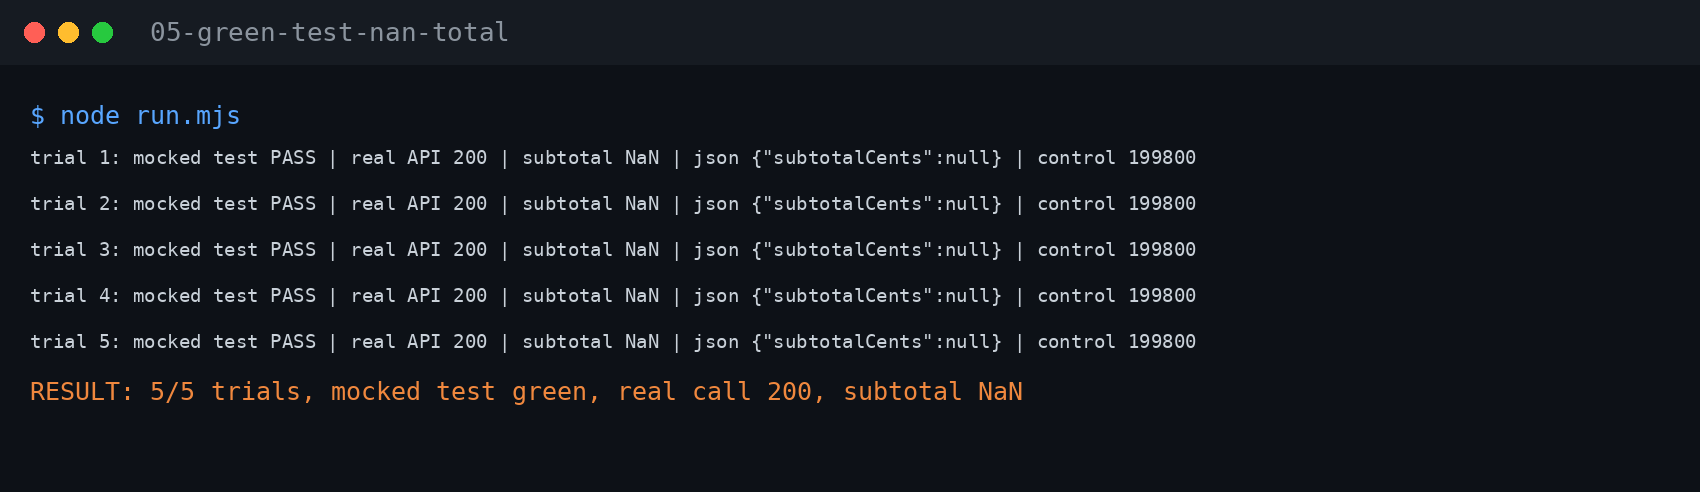 05-green-test-nan-total
$ node run.mjs
trial 1: mocked test PASS | real API 200 | subtotal NaN | json {"subtotalCents":null} | control 199800
trial 2: mocked test PASS | real API 200 | subtotal NaN | json {"subtotalCents":null} | control 199800
trial 3: mocked test PASS | real API 200 | subtotal NaN | json {"subtotalCents":null} | control 199800
trial 4: mocked test PASS | real API 200 | subtotal NaN | json {"subtotalCents":null} | control 199800
trial 5: mocked test PASS | real API 200 | subtotal NaN | json {"subtotalCents":null} | control 199800
RESULT: 5/5 trials, mocked test green, real call 200, subtotal NaN